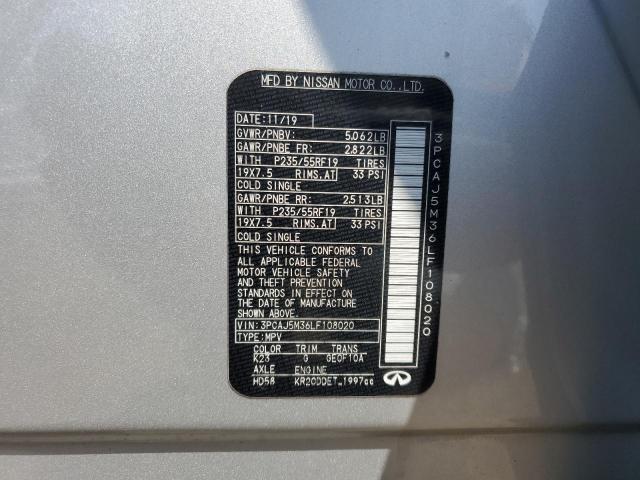 MFD BY NISSAN MOTOR CO.,LTD.
DATE:11/19
GVWR/PNBV: 5,062LB
GAWR/PNBE FR: 2,822LB
WITH P235/55RF19 TIRES
19X7.5 RIMS.AT 33 PSI
COLD SINGLE
GAWR/PNBE RR: 2,513LB
WITH P235/55RF19 TIRES
19X7.5 RIMS.AT 33 PSI
COLD SINGLE
THIS VEHICLE CONFORMS TO
ALL APPLICABLE FEDERAL
MOTOR VEHICLE SAFETY
AND THEFT PREVENTION
STANDARDS IN EFFECT ON
THE DATE OF MANUFACTURE
SHOWN ABOVE.
VIN: 3PCAJ5M36LF108020
TYPE: MPV
COLOR TRIM TRANS
K23 G GE0F10A
AXLE ENGINE
HD58 KR20DDET 1997cc
3PCAJ5M36LF108020